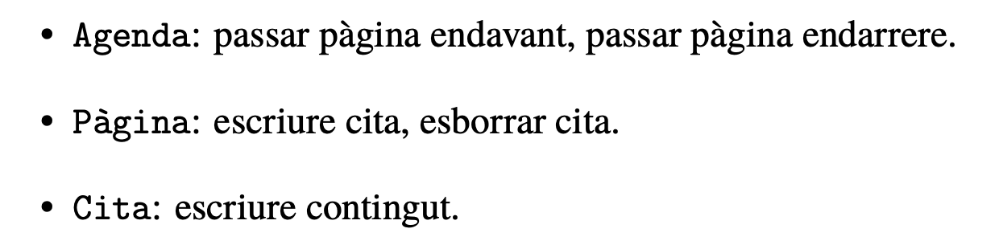 • Agenda: passar pàgina endavant, passar pàgina endarrere.
• Pàgina: escriure cita, esborrar cita.
• Cita: escriure contingut.